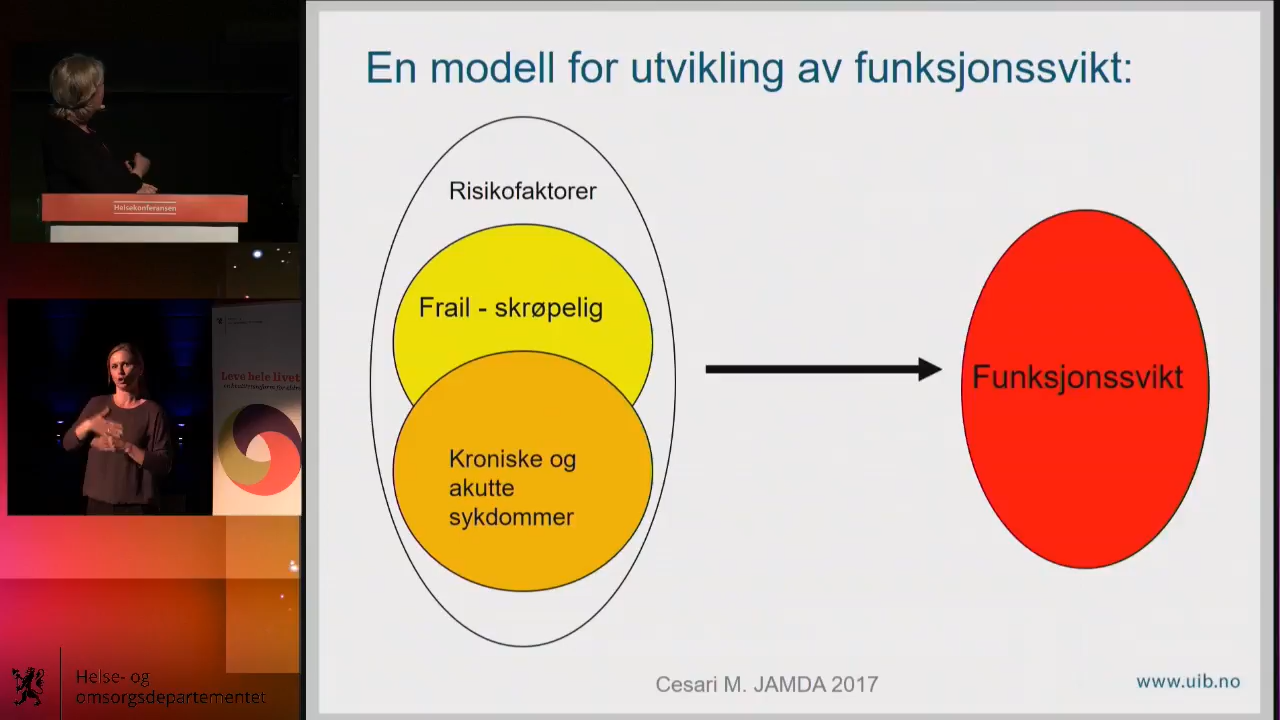 En modell for utvikling av funksjonssvikt:
Risikofaktorer
Frail - skrøpelig
Kroniske og
akutte
sykdommer
Funksjonssvikt
Cesari M. JAMDA 2017
www.uib.no
Helsekonferansen
Leve hele livet
Helse- og
omsorgsdepartementet